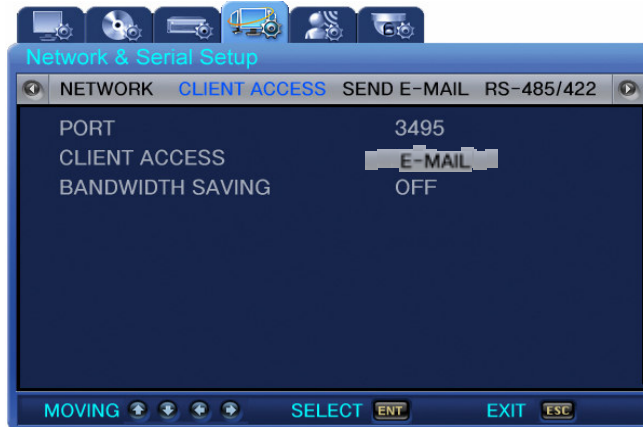 Network & Serial Setup
NETWORK CLIENT ACCESS SEND E-MAIL RS-485/422
PORT 3495
CLIENT ACCESS E-MAIL
BANDWIDTH SAVING OFF
MOVING SELECT ENT EXIT ESC